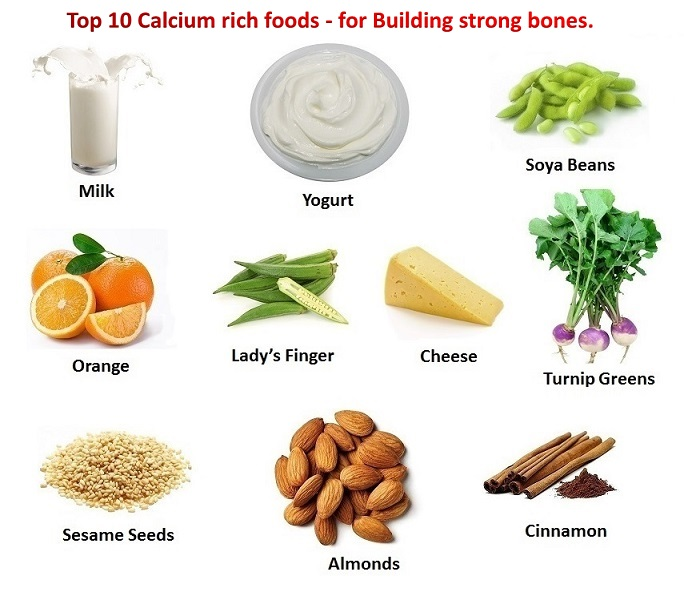 Top 10 Calcium rich foods - for Building strong bones.
Milk
Yogurt
Soya Beans
Orange
Lady's Finger
Cheese
Turnip Greens
Sesame Seeds
Almonds
Cinnamon